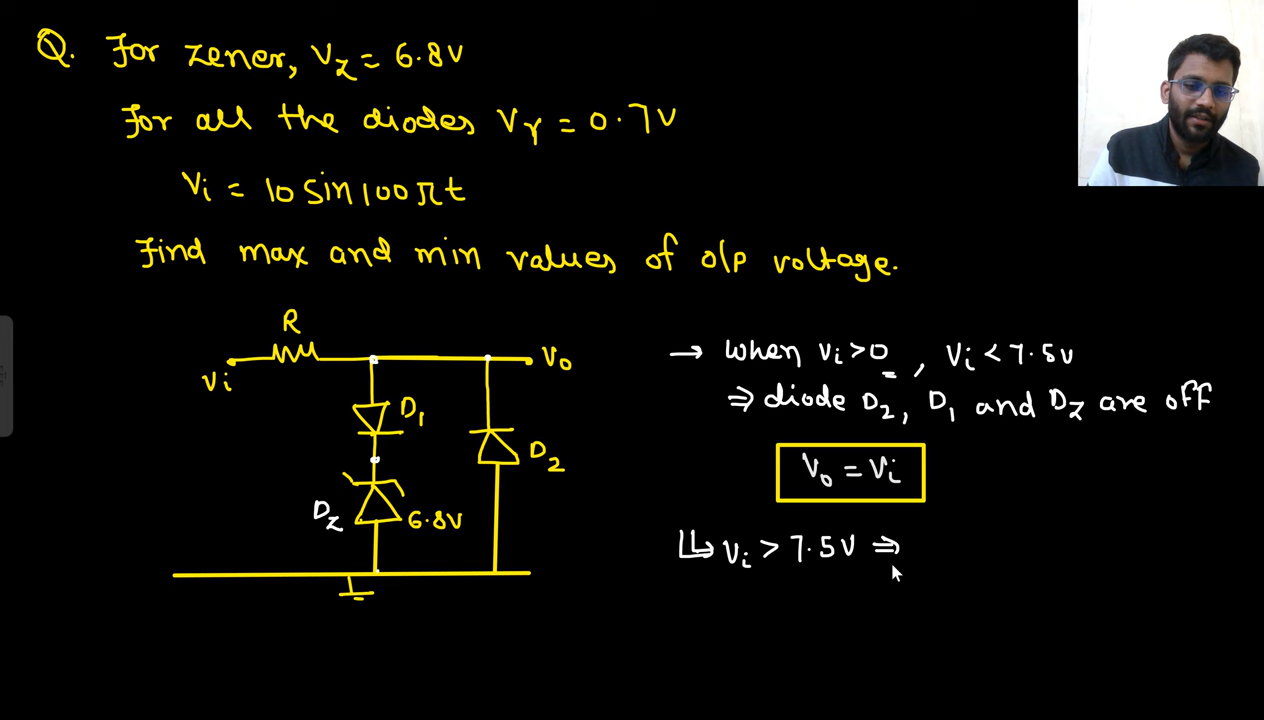 Q. For zener, Vz = 6.8V
For all the diodes Vγ = 0.7V
Vi = 10 sin 100πt
Find max and min values of o/p voltage.
R
Vi
Vo
D1
D2
Dz
6.8V
→ When Vi > 0, Vi < 7.5V
⇒ diode D2, D1 and Dz are off
Vo = Vi
↳ Vi > 7.5V ⇒